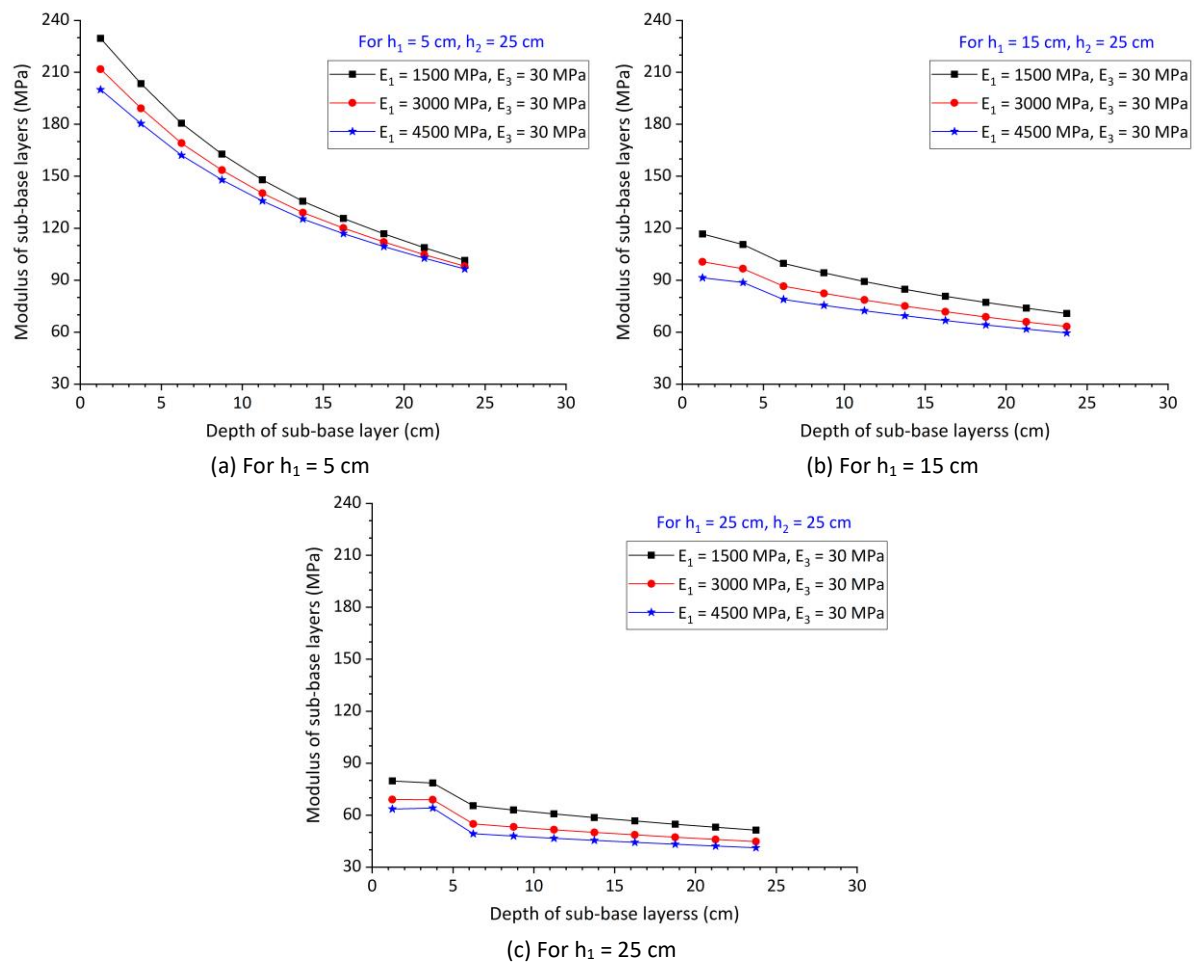 240
210
180
150
120
90
60
30
Modulus of sub-base layers (MPa)
For h₁ = 5 cm, h₂ = 25 cm
E₁ = 1500 MPa, E₃ = 30 MPa
E₁ = 3000 MPa, E₃ = 30 MPa
E₁ = 4500 MPa, E₃ = 30 MPa
0 5 10 15 20 25 30
Depth of sub-base layer (cm)
(a) For h₁ = 5 cm
240
210
180
150
120
90
60
30
Modulus of sub-base layers (MPa)
For h₁ = 15 cm, h₂ = 25 cm
E₁ = 1500 MPa, E₃ = 30 MPa
E₁ = 3000 MPa, E₃ = 30 MPa
E₁ = 4500 MPa, E₃ = 30 MPa
0 5 10 15 20 25 30
Depth of sub-base layerss (cm)
(b) For h₁ = 15 cm
240
210
180
150
120
90
60
30
Modulus of sub-base layers (MPa)
For h₁ = 25 cm, h₂ = 25 cm
E₁ = 1500 MPa, E₃ = 30 MPa
E₁ = 3000 MPa, E₃ = 30 MPa
E₁ = 4500 MPa, E₃ = 30 MPa
0 5 10 15 20 25 30
Depth of sub-base layerss (cm)
(c) For h₁ = 25 cm